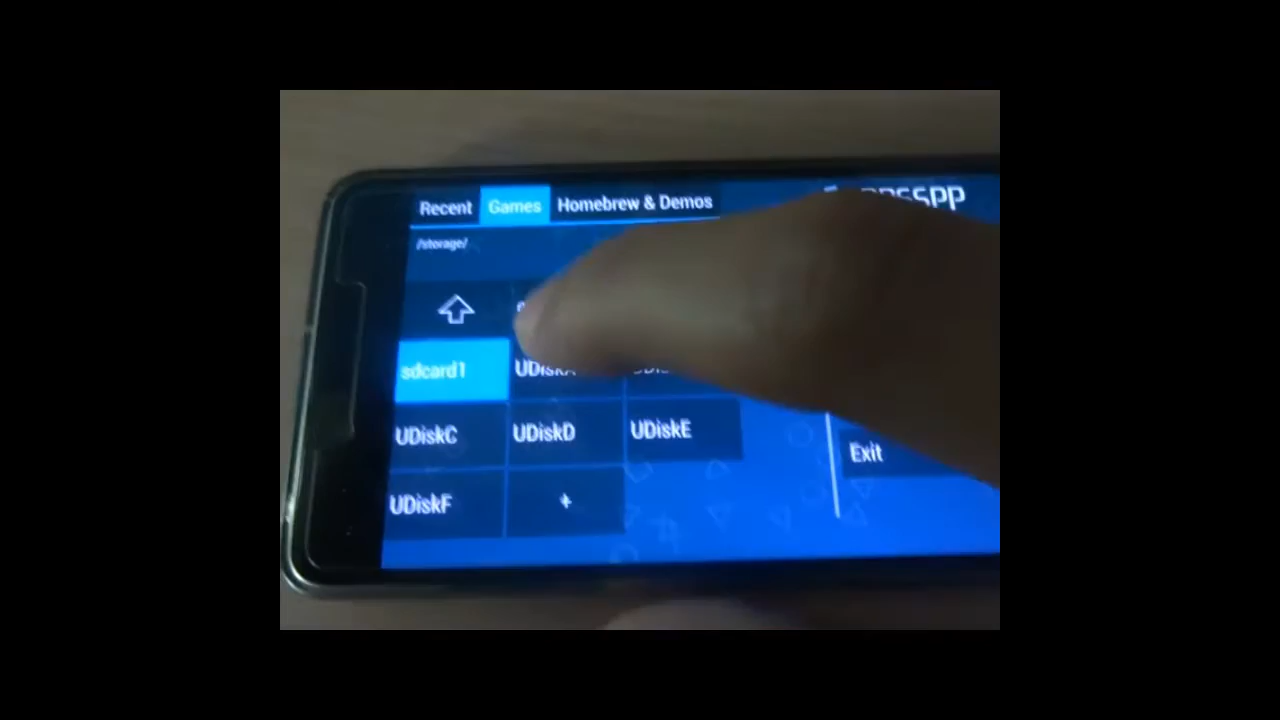 Recent Games Homebrew & Demos
/storage/
sdcard1
UDiskC UDiskD UDiskE
Exit
UDiskF +